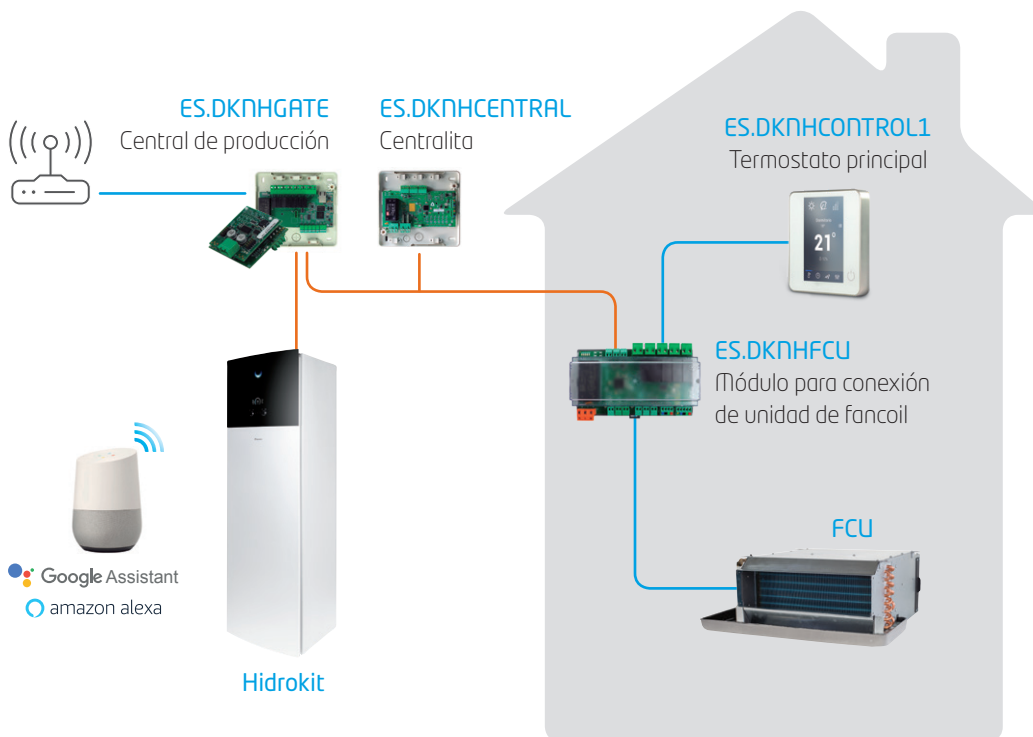 ES.DKNHGATE
Central de producción
ES.DKNHCENTRAL
Centralita
ES.DKNHCONTROL1
Termostato principal
21°
ES.DKNHFCU
Módulo para conexión
de unidad de fancoil
FCU
Google Assistant
amazon alexa
Hidrokit